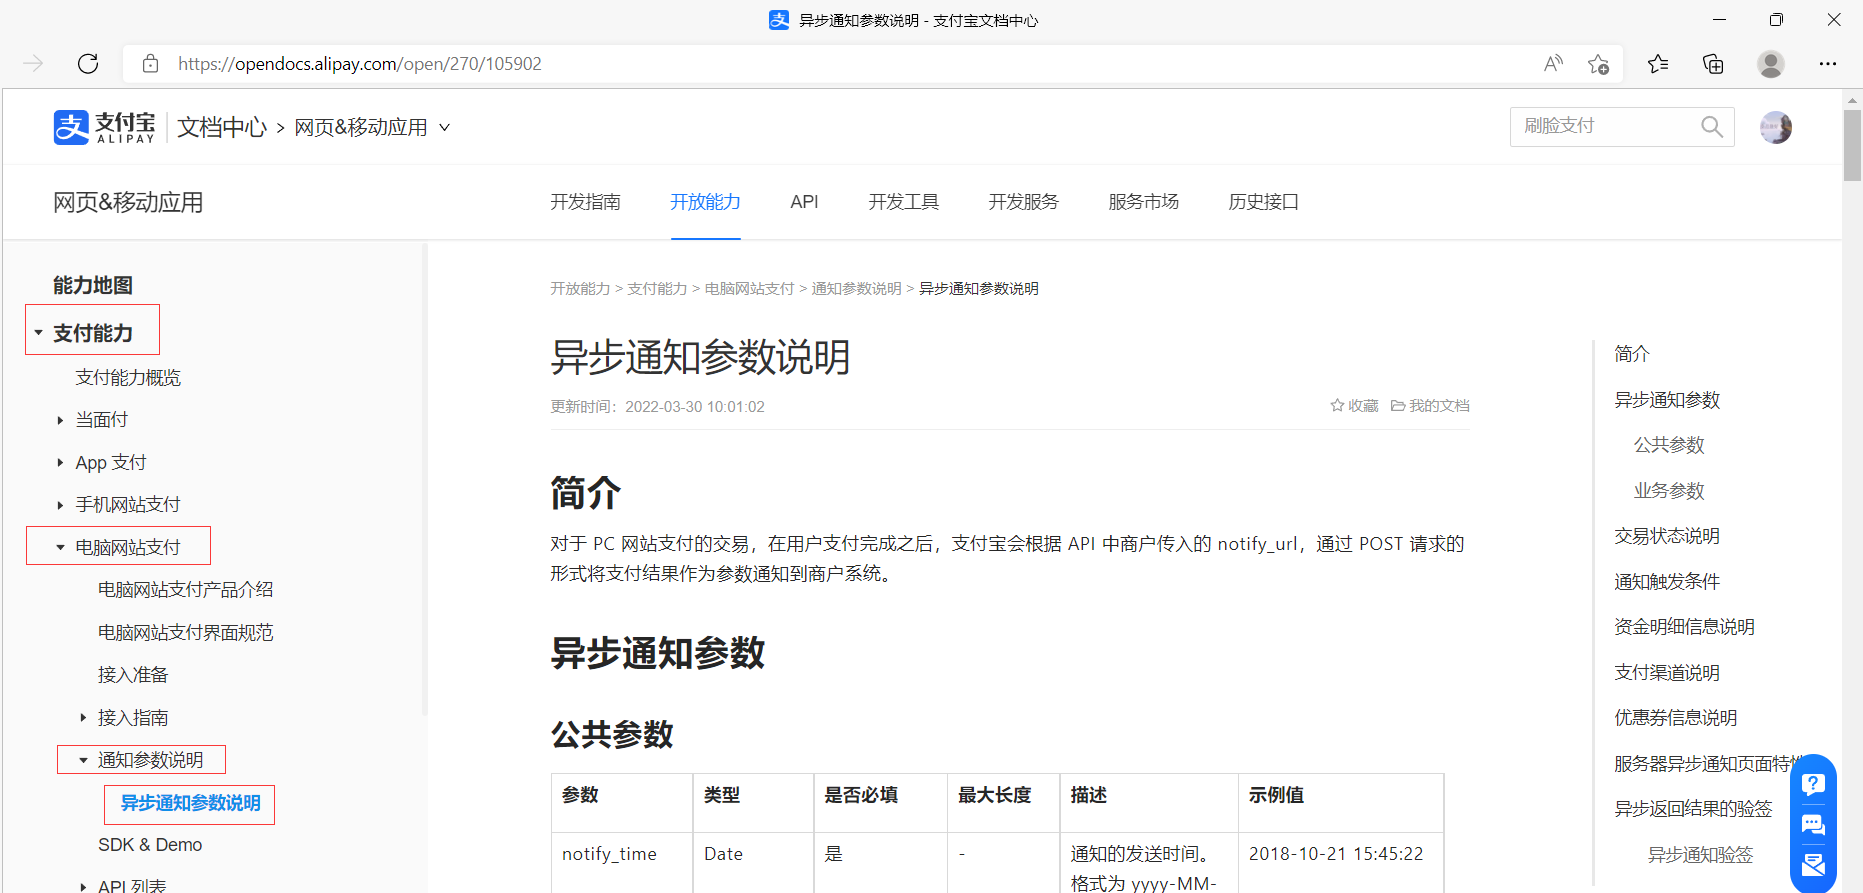 异步通知参数说明 - 支付宝文档中心
https://opendocs.alipay.com/open/270/105902
支付宝 ALIPAY 文档中心 > 网页&移动应用
刷脸支付
网页&移动应用
开发指南 开放能力 API 开发工具 开发服务 服务市场 历史接口
能力地图
支付能力
支付能力概览
当面付
App 支付
手机网站支付
电脑网站支付
电脑网站支付产品介绍
电脑网站支付界面规范
接入准备
接入指南
通知参数说明
异步通知参数说明
SDK & Demo
API 列表
开放能力 > 支付能力 > 电脑网站支付 > 通知参数说明 > 异步通知参数说明
异步通知参数说明
更新时间：2022-03-30 10:01:02
收藏 我的文档
简介
对于 PC 网站支付的交易，在用户支付完成之后，支付宝会根据 API 中商户传入的 notify_url，通过 POST 请求的
形式将支付结果作为参数通知到商户系统。
异步通知参数
公共参数
参数 类型 是否必填 最大长度 描述 示例值
notify_time Date 是 - 通知的发送时间。 2018-10-21 15:45:22
格式为 yyyy-MM-
简介
异步通知参数
公共参数
业务参数
交易状态说明
通知触发条件
资金明细信息说明
支付渠道说明
优惠券信息说明
服务器异步通知页面特性
异步返回结果的验签
异步通知验签